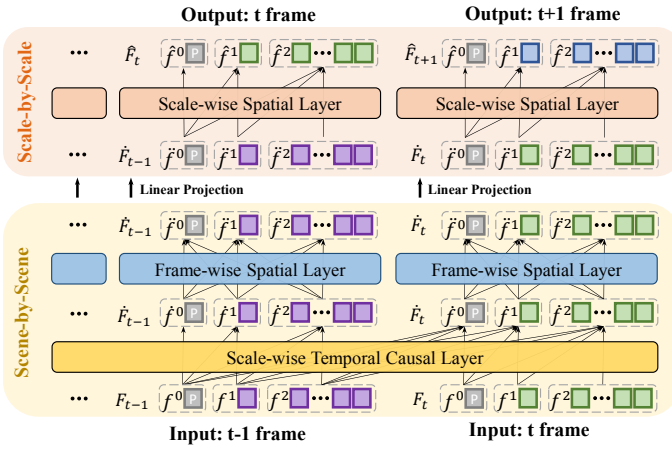 Output: t frame Output: t+1 frame
Scale-by-Scale
... F̂ₜ f̂⁰ P f̂¹ f̂² ... F̂ₜ₊₁ f̂⁰ P f̂¹ f̂² ...
Scale-wise Spatial Layer Scale-wise Spatial Layer
... Ḟₜ₋₁ f̈⁰ P f̈¹ f̈² ... Ḟₜ f̈⁰ P f̈¹ f̈² ...
Linear Projection Linear Projection
Scene-by-Scene
... Ḟₜ₋₁ f̈⁰ P f̈¹ f̈² ... Ḟₜ f̈⁰ P f̈¹ f̈² ...
Frame-wise Spatial Layer Frame-wise Spatial Layer
... Ḟₜ₋₁ ḟ⁰ P ḟ¹ ḟ² ... Ḟₜ ḟ⁰ P ḟ¹ ḟ² ...
Scale-wise Temporal Causal Layer
... Fₜ₋₁ f⁰ P f¹ f² ... Fₜ f⁰ P f¹ f² ...
Input: t-1 frame Input: t frame